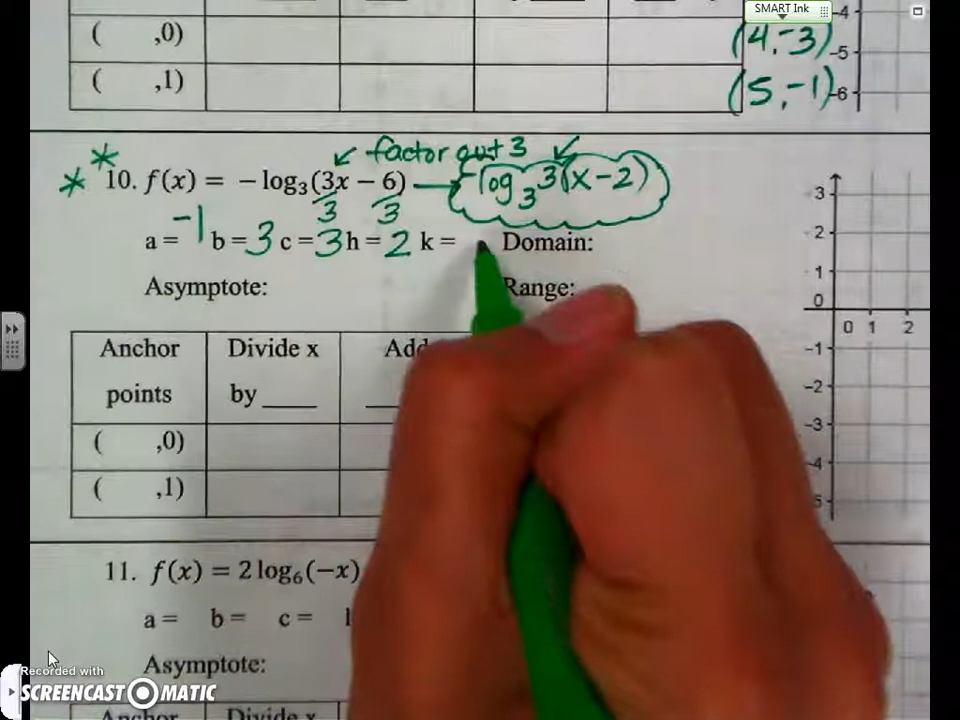 SMART Ink
( ,0)
( ,1)
(4,-3)
(5,-1)
-4
-5
-6
factor out 3
** 10. f(x) = − log₃(3x − 6) → -log₃ 3(x-2)
3 3
a = -1 b = 3 c = 3 h = 2 k = Domain:
Asymptote: Range:
Anchor points
Divide x by ____
( ,0)
( ,1)
3
2
1
0
0 1 2
-1
-2
-3
-4
5
11. f(x) = 2 log₆(−x)
a = b = c =
Asymptote:
Anchor Divide x
Recorded with
SCREENCAST O MATIC